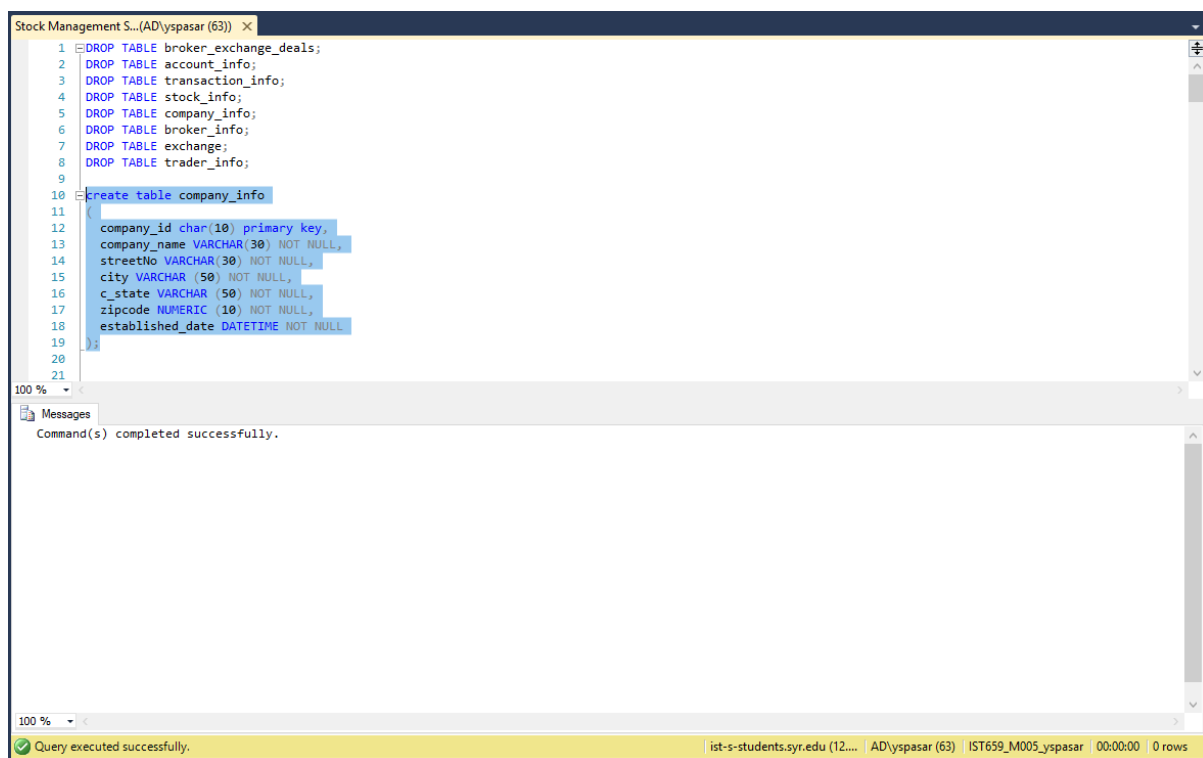 Stock Management S...(AD\yspasar (63))
1 DROP TABLE broker_exchange_deals;
2 DROP TABLE account_info;
3 DROP TABLE transaction_info;
4 DROP TABLE stock_info;
5 DROP TABLE company_info;
6 DROP TABLE broker_info;
7 DROP TABLE exchange;
8 DROP TABLE trader_info;
9
10 create table company_info
11 (
12 company_id char(10) primary key,
13 company_name VARCHAR(30) NOT NULL,
14 streetNo VARCHAR(30) NOT NULL,
15 city VARCHAR (50) NOT NULL,
16 c_state VARCHAR (50) NOT NULL,
17 zipcode NUMERIC (10) NOT NULL,
18 established_date DATETIME NOT NULL
19 );
20
21
100 %
Messages
Command(s) completed successfully.
100 %
Query executed successfully. ist-s-students.syr.edu (12.... AD\yspasar (63) IST659_M005_yspasar 00:00:00 0 rows